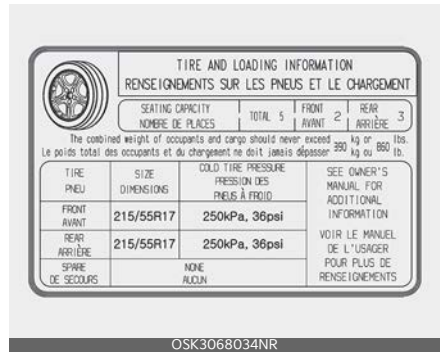 TIRE AND LOADING INFORMATION
RENSEIGNEMENTS SUR LES PNEUS ET LE CHARGEMENT
SEATING CAPACITY
NOMBRE DE PLACES
TOTAL 5
FRONT
AVANT
2
REAR
ARRIÈRE
3
The combined weight of occupants and cargo should never exceed 390 kg or 860 lbs.
Le poids total des occupants et du chargement ne doit jamais dépasser 390 kg ou 860 lb.
TIRE
PNEU
SIZE
DIMENSIONS
COLD TIRE PRESSURE
PRESSION DES
PNEUS À FROID
SEE OWNER'S
MANUAL FOR
ADDITIONAL
INFORMATION
VOIR LE MANUEL
DE L'USAGER
POUR PLUS DE
RENSEIGNEMENTS
FRONT
AVANT
215/55R17
250kPa, 36psi
REAR
ARRIÈRE
215/55R17
250kPa, 36psi
SPARE
DE SECOURS
NONE
AUCUN
OSK3068034NR